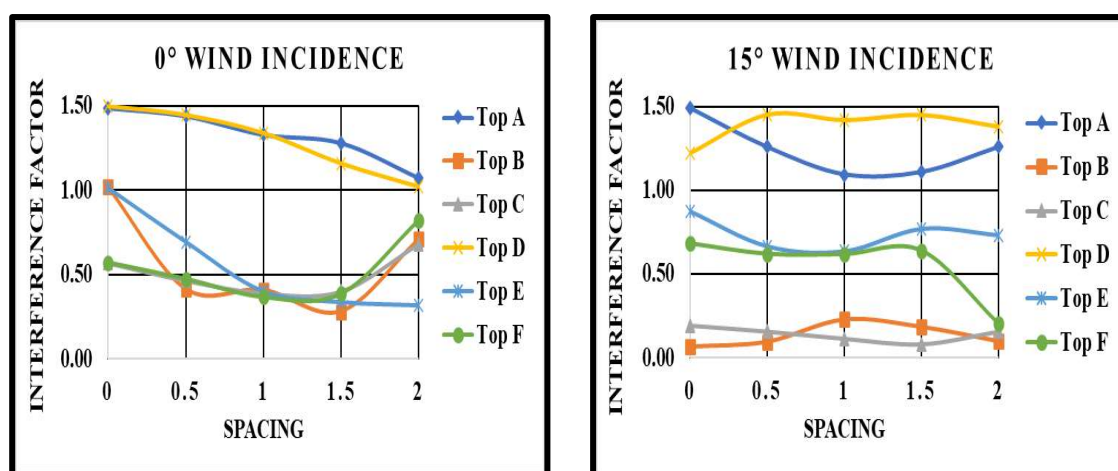 0° WIND INCIDENCE
INTERFERENCE FACTOR
1.50
1.00
0.50
0.00
0 0.5 1 1.5 2
SPACING
Top A
Top B
Top C
Top D
Top E
Top F
15° WIND INCIDENCE
INTERFERENCE FACTOR
1.50
1.00
0.50
0.00
0 0.5 1 1.5 2
SPACING
Top A
Top B
Top C
Top D
Top E
Top F